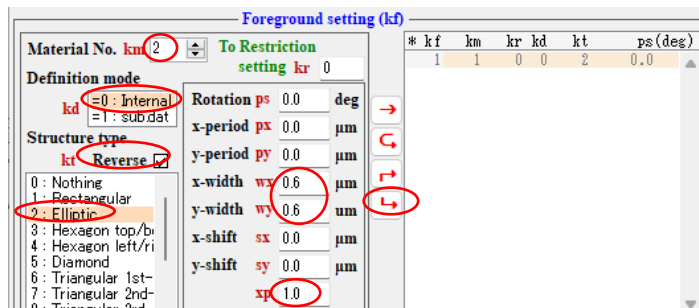 Foreground setting (kf)
Material No. km 2
To Restriction
setting kr 0
Definition mode
kd =0 : Internal
=1 : sub.dat
Structure type
kt Reverse
0 : Nothing
1 : Rectangular
2 : Elliptic
3 : Hexagon top/b
4 : Hexagon left/ri
5 : Diamond
6 : Triangular 1st-
7 : Triangular 2nd-
Rotation ps 0.0 deg
x-period px 0.0 µm
y-period py 0.0 µm
x-width wx 0.6 µm
y-width wy 0.6 um
x-shift sx 0.0 µm
y-shift sy 0.0 µm
xp 1.0
* kf km kr kd kt ps(deg)
1 1 0 0 2 0.0